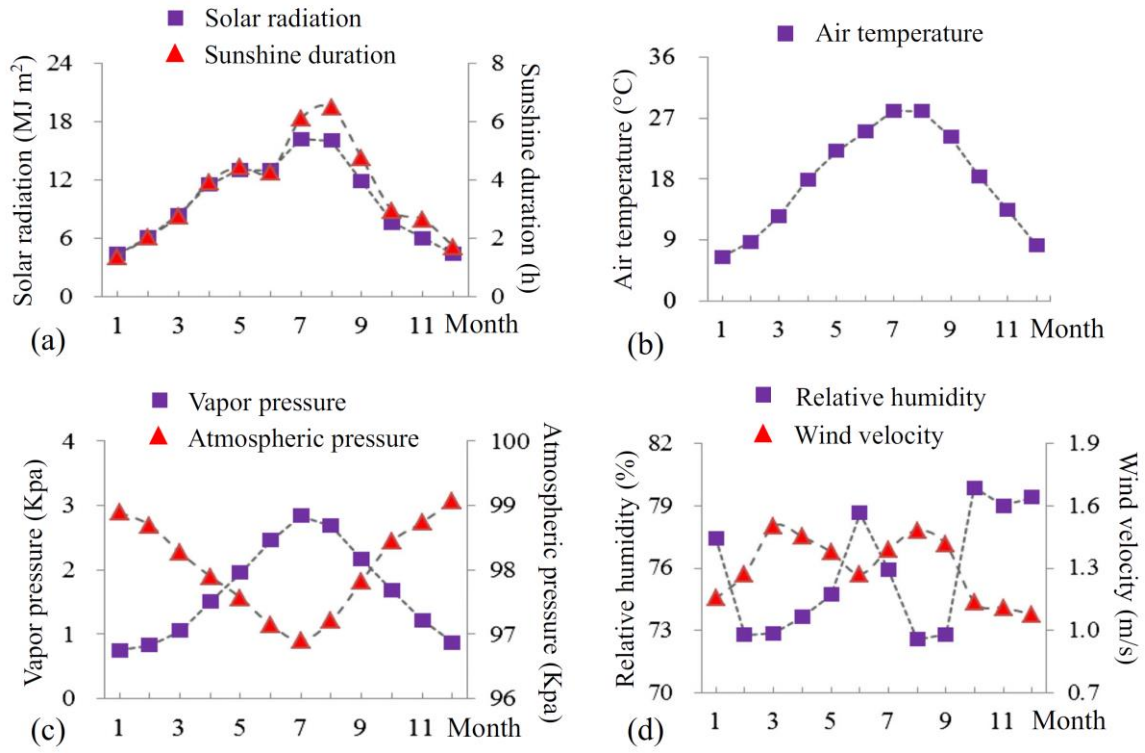 Solar radiation
Sunshine duration
Solar radiation (MJ m²)
24
18
12
6
0
8
6
4
2
0
Sunshine duration (h)
1 3 5 7 9 11 Month
(a)
Air temperature
Air temperature (°C)
36
27
18
9
0
1 3 5 7 9 11 Month
(b)
Vapor pressure
Atmospheric pressure
Vapor pressure (Kpa)
4
3
2
1
0
100
99
98
97
96
Atmospheric pressure (Kpa)
1 3 5 7 9 11 Month
(c)
Relative humidity
Wind velocity
Relative humidity (%)
82
79
76
73
70
1.9
1.6
1.3
1.0
0.7
Wind velocity (m/s)
1 3 5 7 9 11 Month
(d)